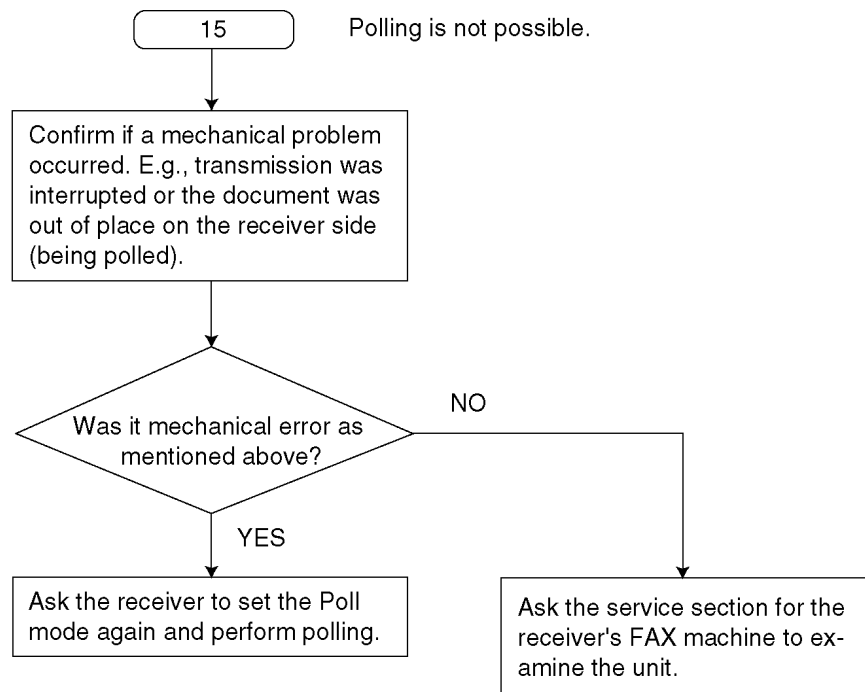 15
Polling is not possible.
Confirm if a mechanical problem
occurred. E.g., transmission was
interrupted or the document was
out of place on the receiver side
(being polled).
Was it mechanical error as
mentioned above?
NO
YES
Ask the receiver to set the Poll
mode again and perform polling.
Ask the service section for the
receiver's FAX machine to ex-
amine the unit.